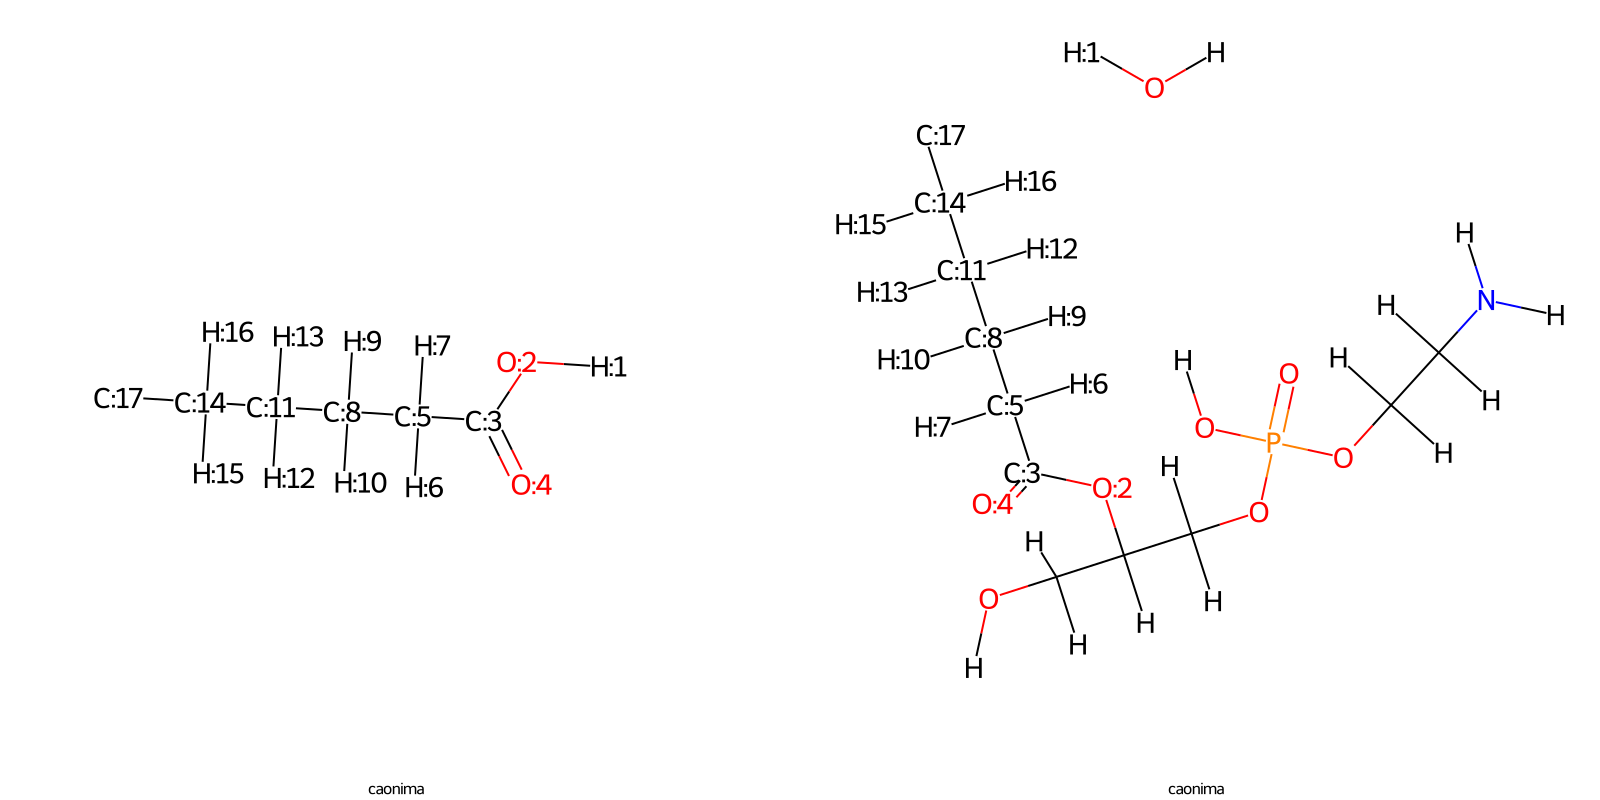 H:1 H
O
C:17
C:14 H:16
H:15
C:11 H:12
H:13
C:8 H:9
H:10
C:5 H:6
H:7
C:3 O:2
O:4
H H
O
H
H H
H
O
H
O
P
O
O
H
H
H
H
N
H
H
H:16 H:13 H:9 H:7
O:2 H:1
C:17 C:14 C:11 C:8 C:5 C:3
H:15 H:12 H:10 H:6 O:4
caonima caonima